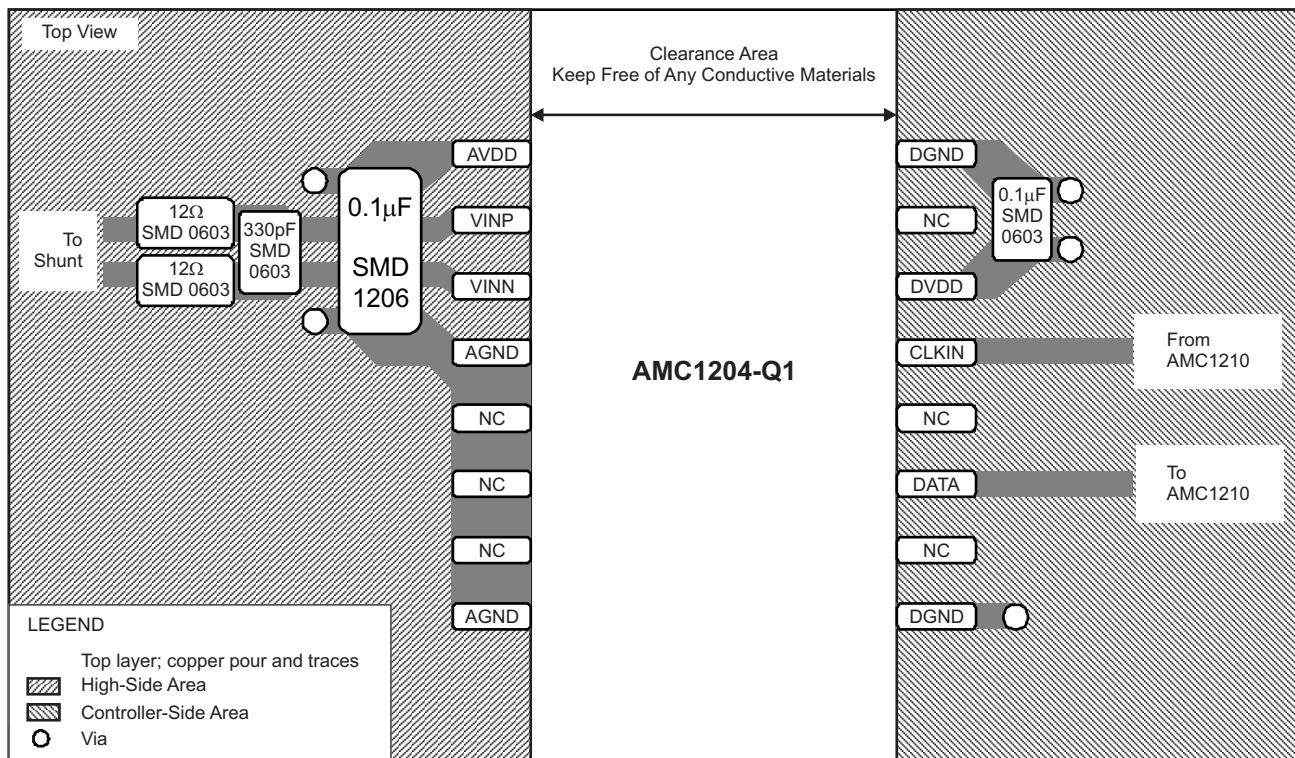 Top View
Clearance Area
Keep Free of Any Conductive Materials
AVDD
VINP
VINN
AGND
NC
NC
NC
AGND
To
Shunt
12Ω
SMD 0603
12Ω
SMD 0603
330pF
SMD
0603
0.1µF
SMD
1206
AMC1204-Q1
DGND
NC
DVDD
CLKIN
NC
DATA
NC
DGND
0.1µF
SMD
0603
From
AMC1210
To
AMC1210
LEGEND
Top layer; copper pour and traces
High-Side Area
Controller-Side Area
Via